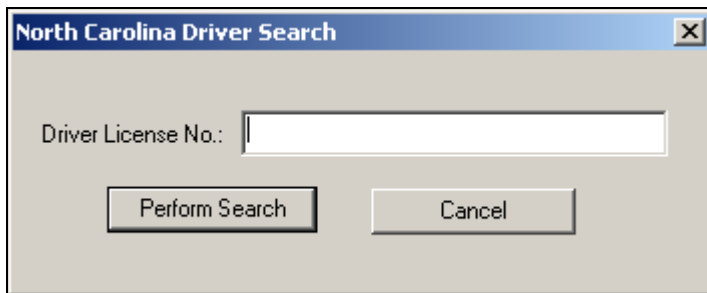 North Carolina Driver Search
Driver License No.:
Perform Search
Cancel